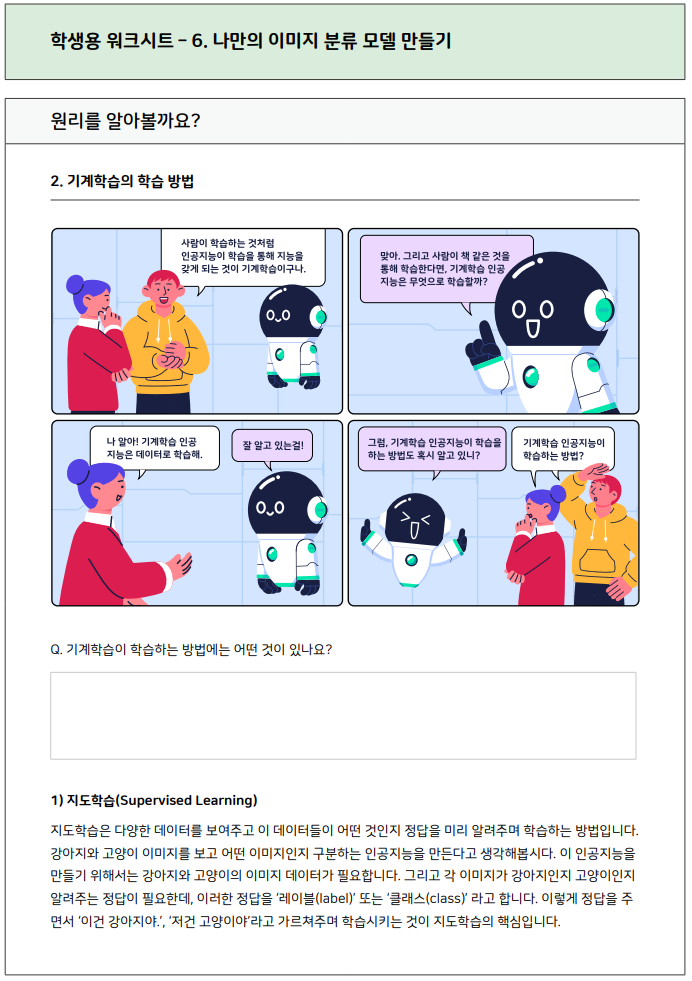 학생용 워크시트 – 6. 나만의 이미지 분류 모델 만들기
원리를 알아볼까요?
2. 기계학습의 학습 방법
사람이 학습하는 것처럼
인공지능이 학습을 통해 지능을
갖게 되는 것이 기계학습이구나.
맞아. 그리고 사람이 책 같은 것을
통해 학습한다면, 기계학습 인공
지능은 무엇으로 학습할까?
나 알아! 기계학습 인공
지능은 데이터로 학습해.
잘 알고 있는걸!
그럼, 기계학습 인공지능이 학습을
하는 방법도 혹시 알고 있니?
기계학습 인공지능이
학습하는 방법?
Q. 기계학습이 학습하는 방법에는 어떤 것이 있나요?
1) 지도학습(Supervised Learning)
지도학습은 다양한 데이터를 보여주고 이 데이터들이 어떤 것인지 정답을 미리 알려주며 학습하는 방법입니다.
강아지와 고양이 이미지를 보고 어떤 이미지인지 구분하는 인공지능을 만든다고 생각해봅시다. 이 인공지능을
만들기 위해서는 강아지와 고양이의 이미지 데이터가 필요합니다. 그리고 각 이미지가 강아지인지 고양이인지
알려주는 정답이 필요한데, 이러한 정답을 '레이블(label)' 또는 '클래스(class)' 라고 합니다. 이렇게 정답을 주
면서 '이건 강아지야.', '저건 고양이야'라고 가르쳐주며 학습시키는 것이 지도학습의 핵심입니다.